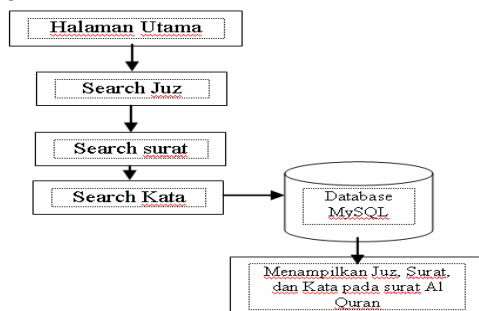 Halaman Utama
Search Juz
Search surat
Search Kata
Database
MySQL
Menampilkan Juz, Surat,
dan Kata pada surat Al
Quran